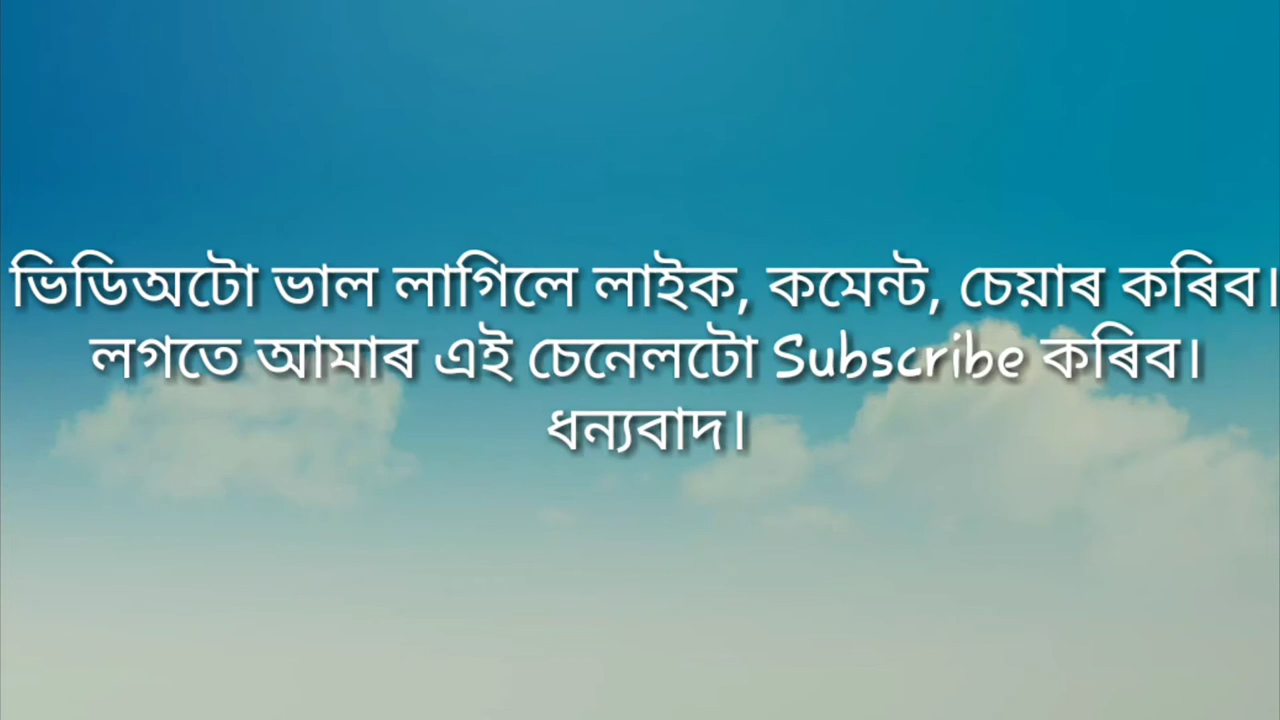 ভিডিঅটো ভাল লাগিলে লাইক, কমেন্ট, চেয়াৰ কৰিব।
লগতে আমাৰ এই চেনেলটো Subscribe কৰিব।
ধন্যবাদ।